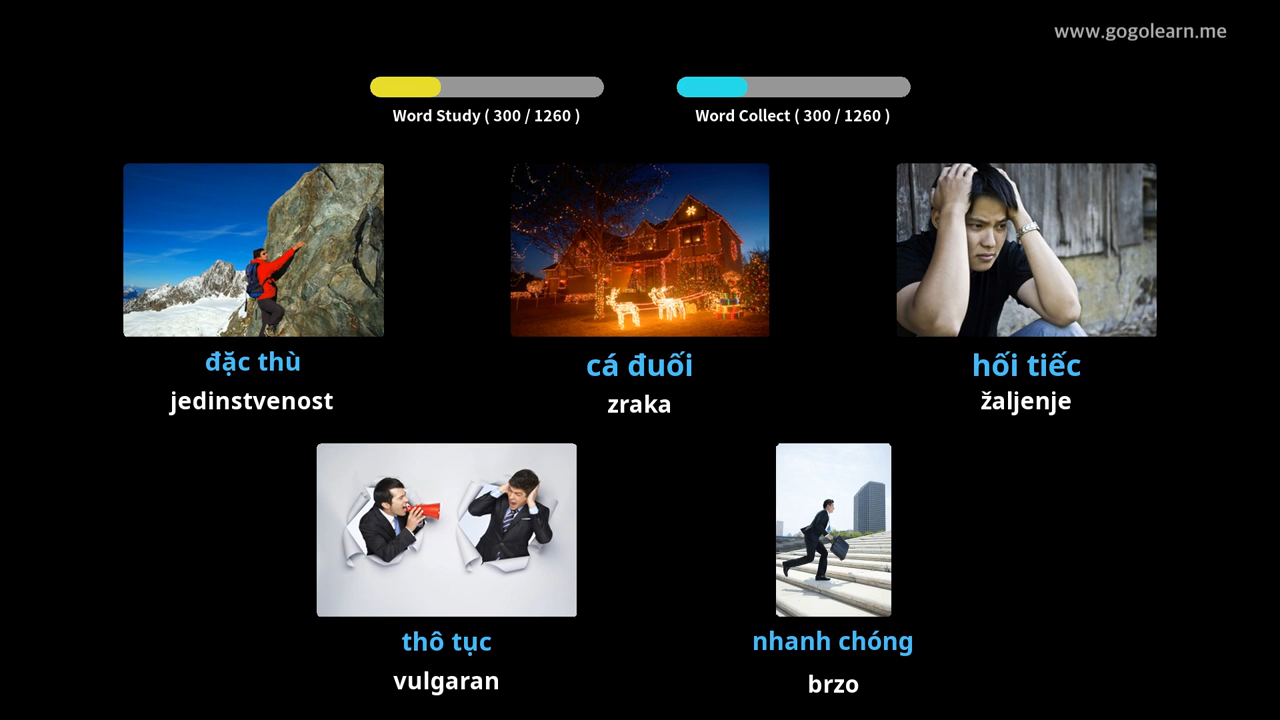 www.gogolearn.me
Word Study ( 300 / 1260 )
Word Collect ( 300 / 1260 )
đặc thù
jedinstvenost
cá đuối
zraka
hối tiếc
žaljenje
thô tục
vulgaran
nhanh chóng
brzo